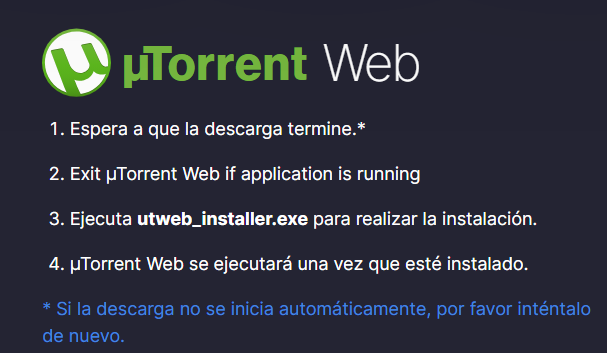 µ µTorrent Web
1. Espera a que la descarga termine.*
2. Exit µTorrent Web if application is running
3. Ejecuta utweb_installer.exe para realizar la instalación.
4. µTorrent Web se ejecutará una vez que esté instalado.
* Si la descarga no se inicia automáticamente, por favor inténtalo
de nuevo.